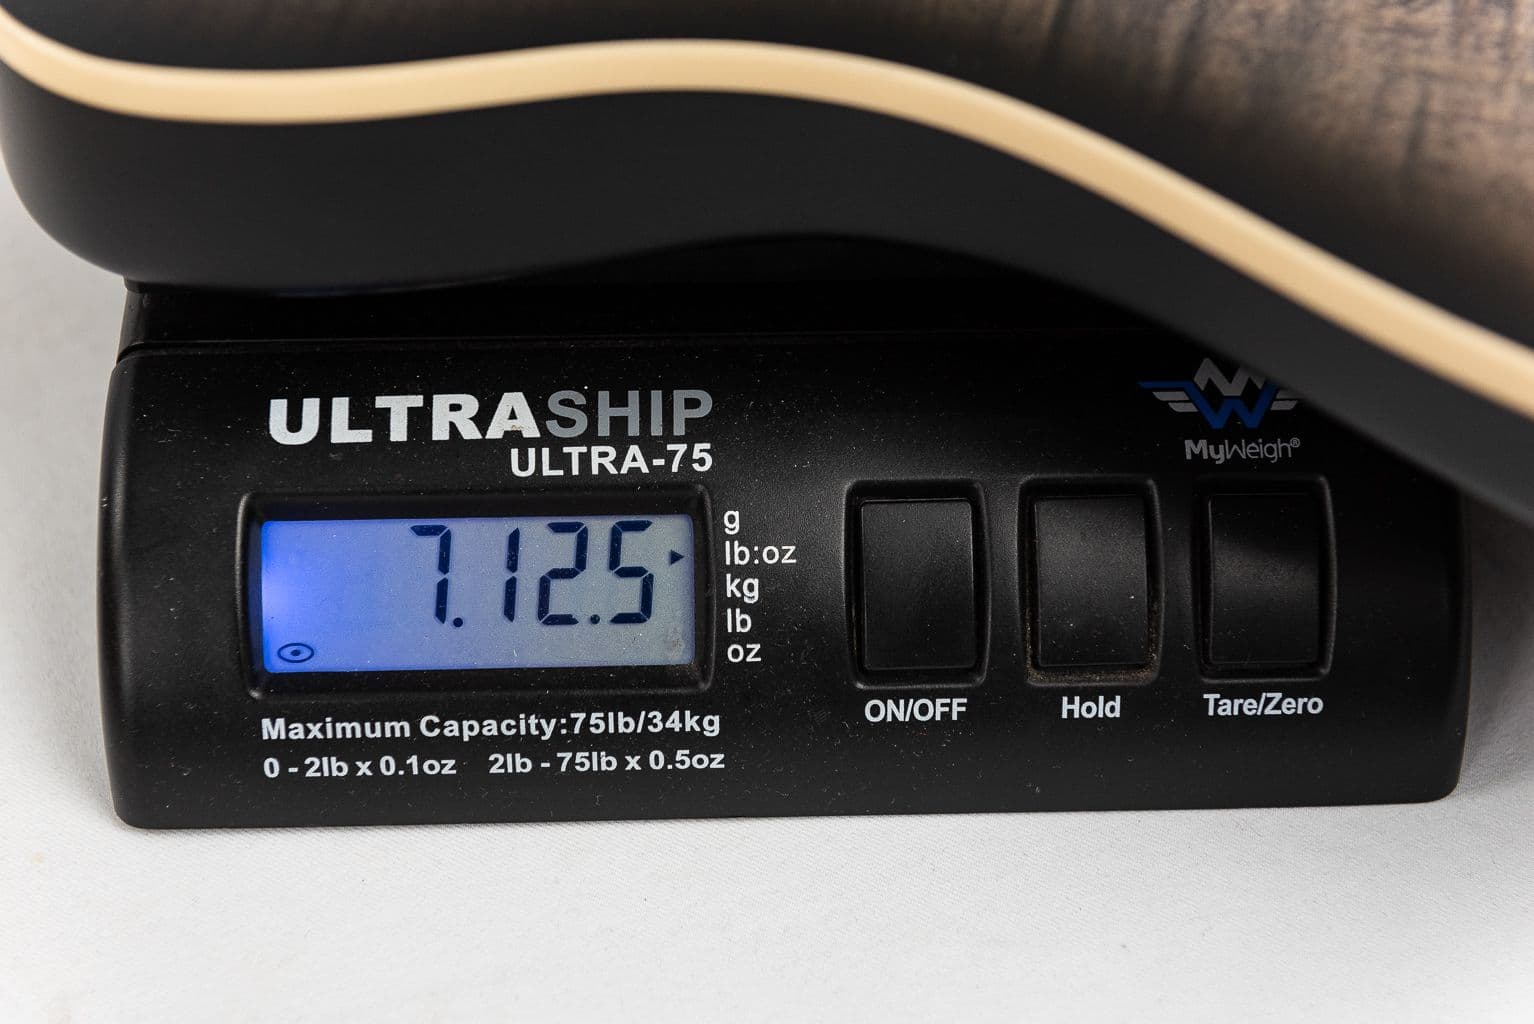 ULTRASHIP
ULTRA-75
MyWeigh®
7.12.5
g
lb:oz
kg
lb
oz
Maximum Capacity:75lb/34kg
0 - 2lb x 0.1oz 2lb - 75lb x 0.5oz
ON/OFF
Hold
Tare/Zero